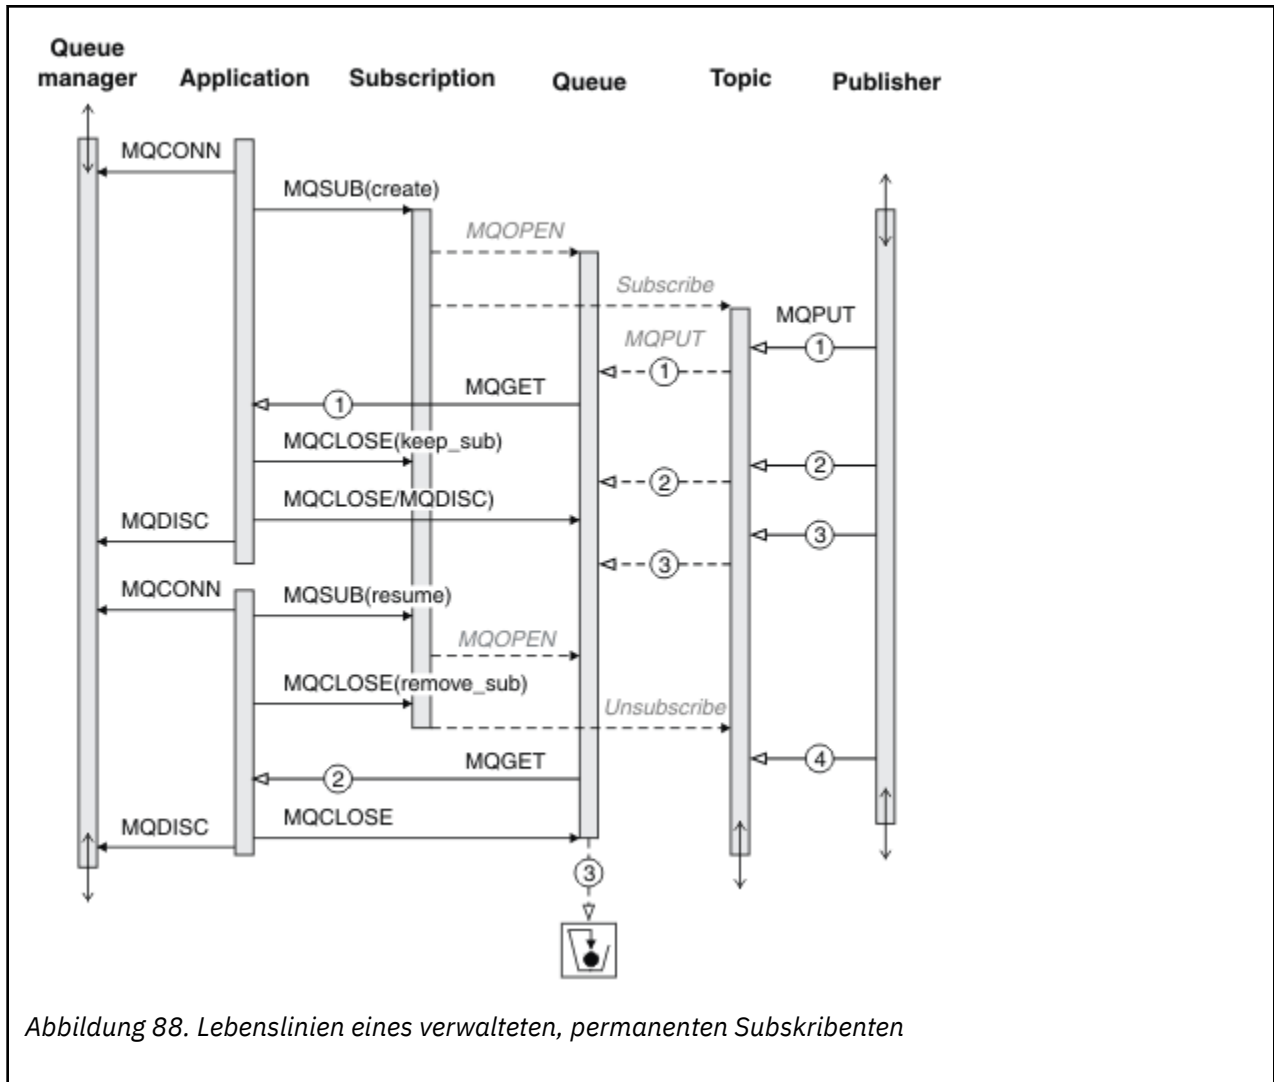 Queue
manager Application Subscription Queue Topic Publisher
MQCONN
MQSUB(create)
MQOPEN
Subscribe
MQPUT
MQPUT
1
1
MQGET
1
MQCLOSE(keep_sub)
2
2
MQCLOSE/MQDISC)
MQDISC
3
3
MQCONN
MQSUB(resume)
MQOPEN
MQCLOSE(remove_sub)
Unsubscribe
4
MQGET
2
MQCLOSE
MQDISC
3
Abbildung 88. Lebenslinien eines verwalteten, permanenten Subskribenten